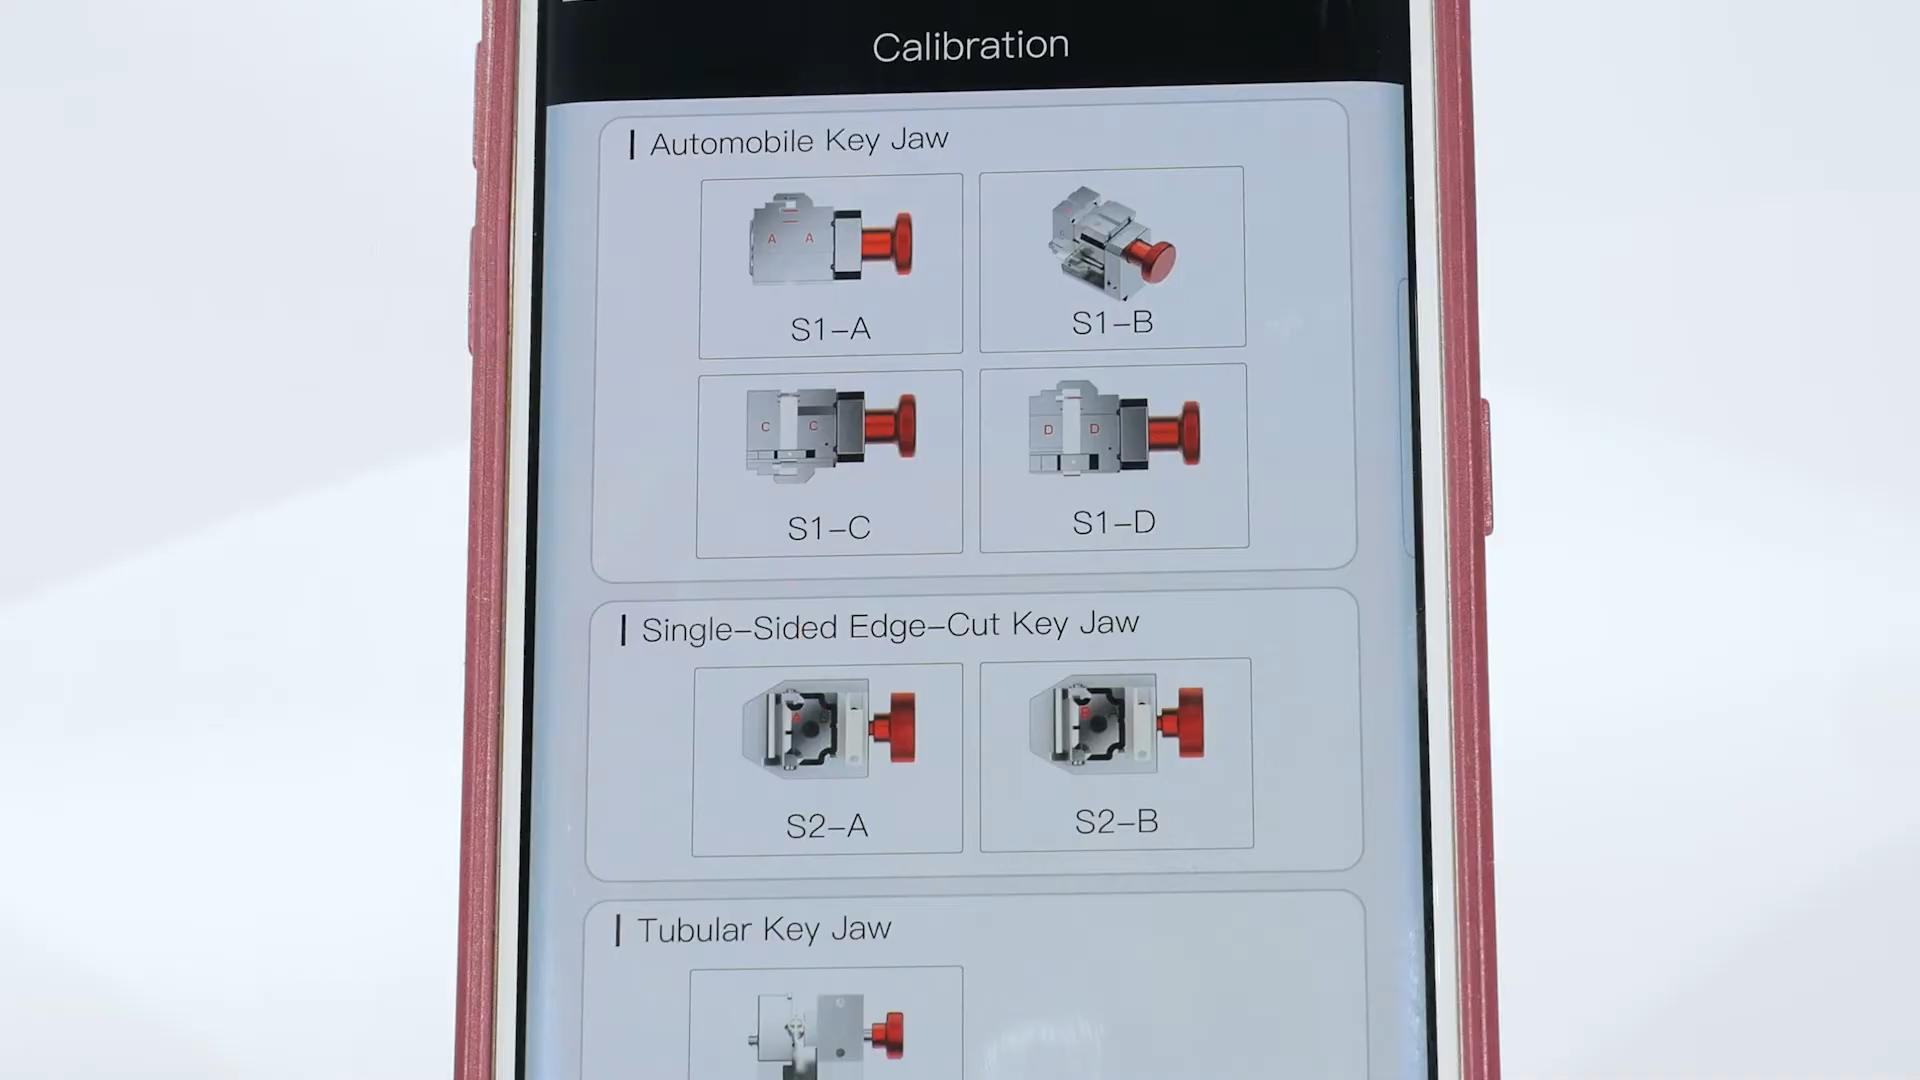 Calibration
| Automobile Key Jaw
A A
S1-A
S1-B
C C
S1-C
D D
S1-D
| Single-Sided Edge-Cut Key Jaw
A
S2-A
B
S2-B
| Tubular Key Jaw